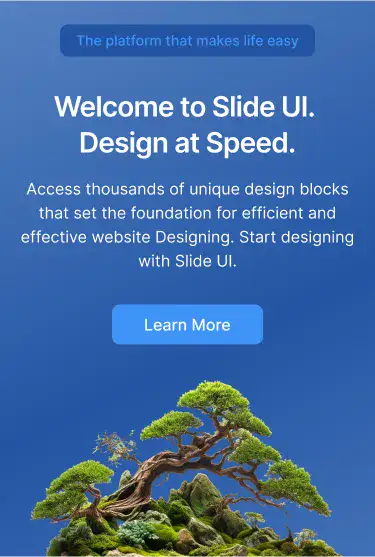 The platform that makes life easy
Welcome to Slide UI.
Design at Speed.
Access thousands of unique design blocks
that set the foundation for efficient and
effective website Designing. Start designing
with Slide UI.
Learn More